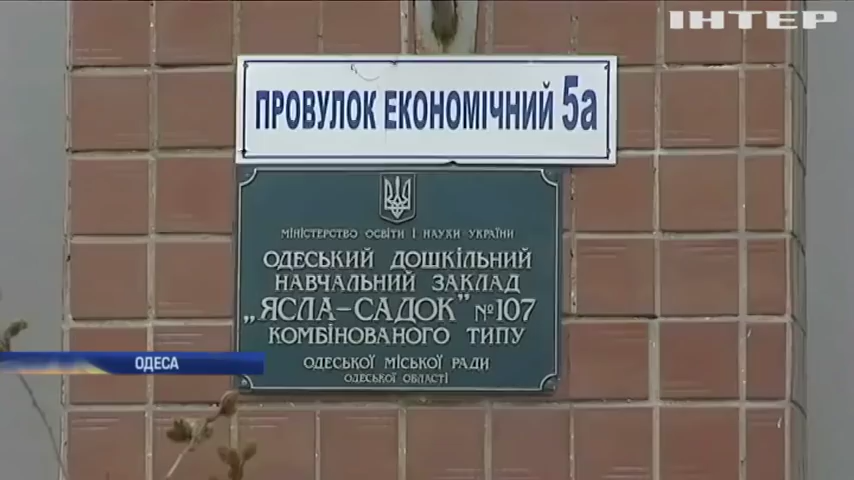 ІНТЕР
ПРОВУЛОК ЕКОНОМІЧНИЙ 5а
МІНІСТЕРСТВО ОСВІТИ І НАУКИ УКРАЇНИ
ОДЕСЬКИЙ ДОШКІЛЬНИЙ
НАВЧАЛЬНИЙ ЗАКЛАД
„ЯСЛА-САДОК” №107
КОМБІНОВАНОГО ТИПУ
ОДЕСЬКОЇ МІСЬКОЇ РАДИ
ОДЕСЬКОЇ ОБЛАСТІ
ОДЕСА